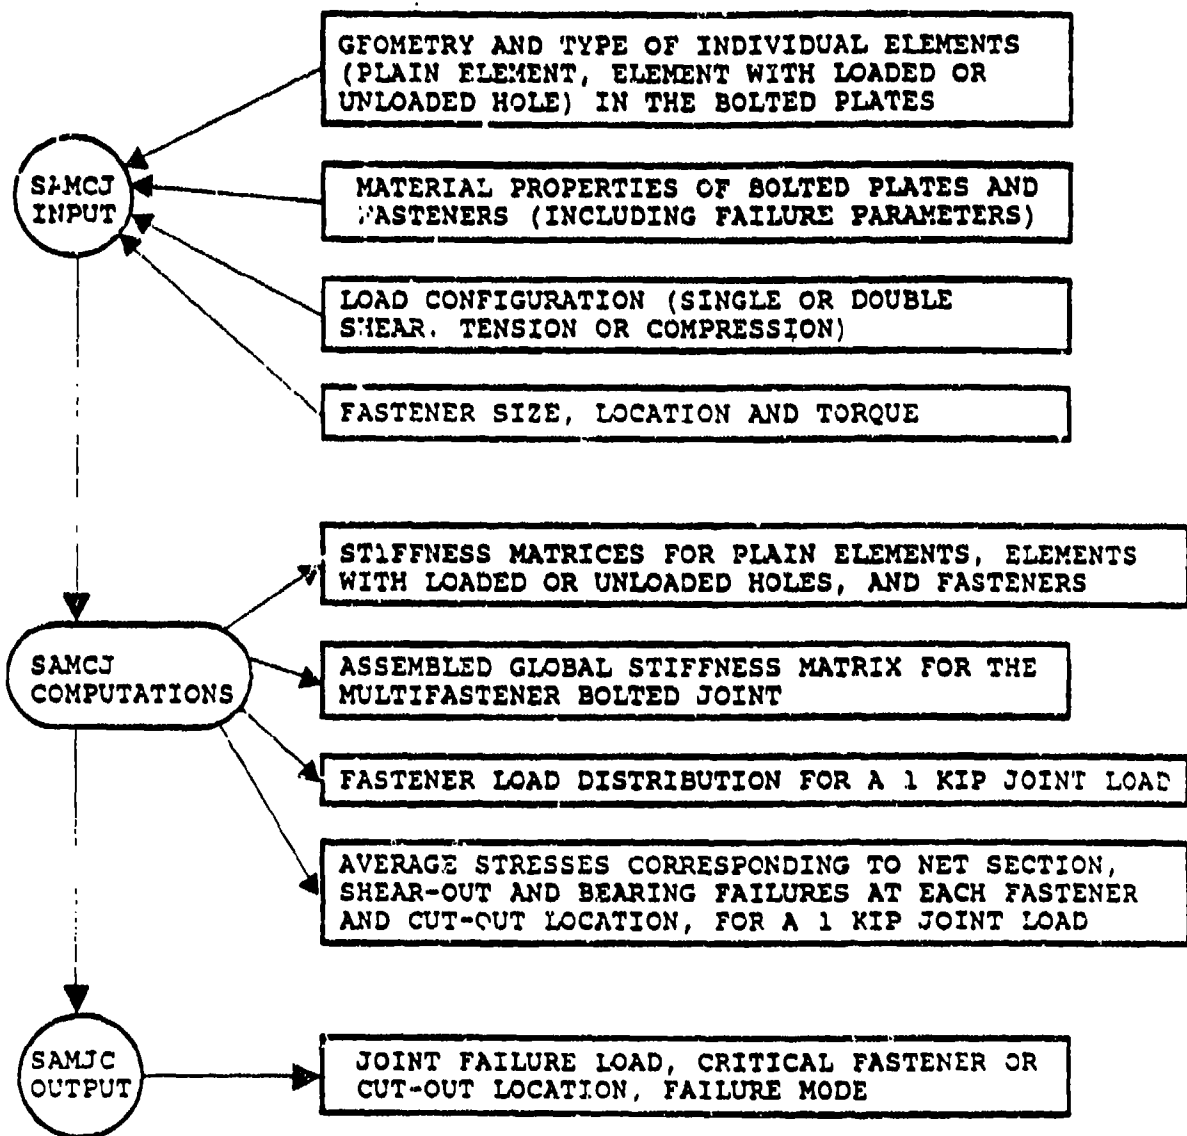 GEOMETRY AND TYPE OF INDIVIDUAL ELEMENTS
(PLAIN ELEMENT, ELEMENT WITH LOADED OR
UNLOADED HOLE) IN THE BOLTED PLATES
SAMCJ
INPUT
MATERIAL PROPERTIES OF BOLTED PLATES AND
FASTENERS (INCLUDING FAILURE PARAMETERS)
LOAD CONFIGURATION (SINGLE OR DOUBLE
SHEAR, TENSION OR COMPRESSION)
FASTENER SIZE, LOCATION AND TORQUE
STIFFNESS MATRICES FOR PLAIN ELEMENTS, ELEMENTS
WITH LOADED OR UNLOADED HOLES, AND FASTENERS
SAMCJ
COMPUTATIONS
ASSEMBLED GLOBAL STIFFNESS MATRIX FOR THE
MULTIFASTENER BOLTED JOINT
FASTENER LOAD DISTRIBUTION FOR A 1 KIP JOINT LOAD
AVERAGE STRESSES CORRESPONDING TO NET SECTION,
SHEAR-OUT AND BEARING FAILURES AT EACH FASTENER
AND CUT-OUT LOCATION, FOR A 1 KIP JOINT LOAD
SAMJC
OUTPUT
JOINT FAILURE LOAD, CRITICAL FASTENER OR
CUT-OUT LOCATION, FAILURE MODE